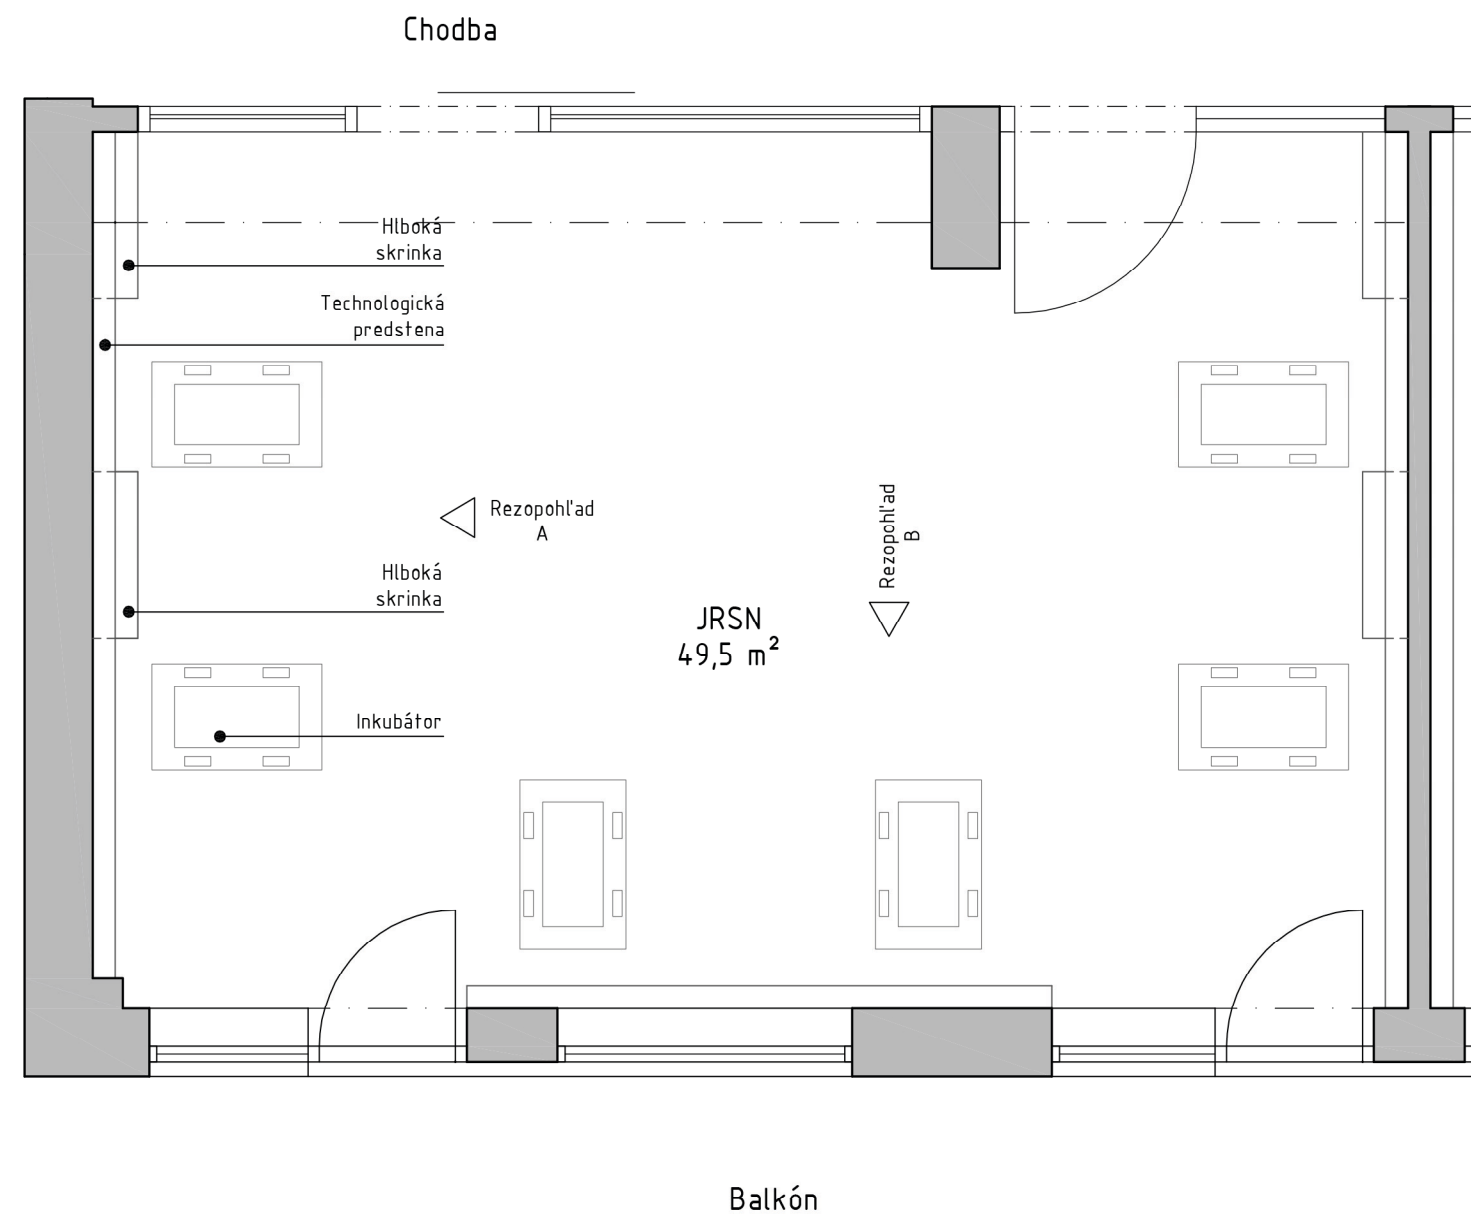 Chodba
Hlboká
skrinka
Technologická
predstena
Rezopohľad
A
Rezopohľad
B
Hlboká
skrinka
JRSN
49,5 m²
Inkubátor
Balkón